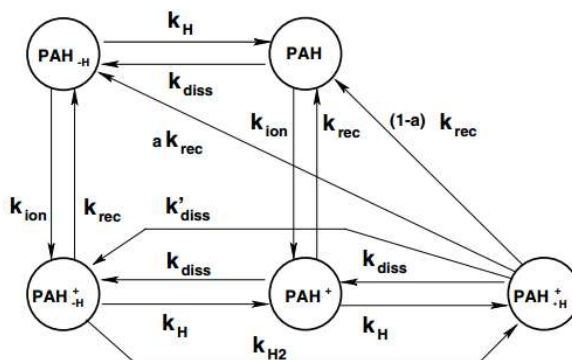 k_H
PAH_-H
PAH
k_diss
k_ion
k_rec
(1-a) k_rec
a k_rec
k_ion
k_rec
k'_diss
k_diss
k_diss
PAH^+_-H
PAH^+
PAH^+_+H
k_H
k_H
k_H2